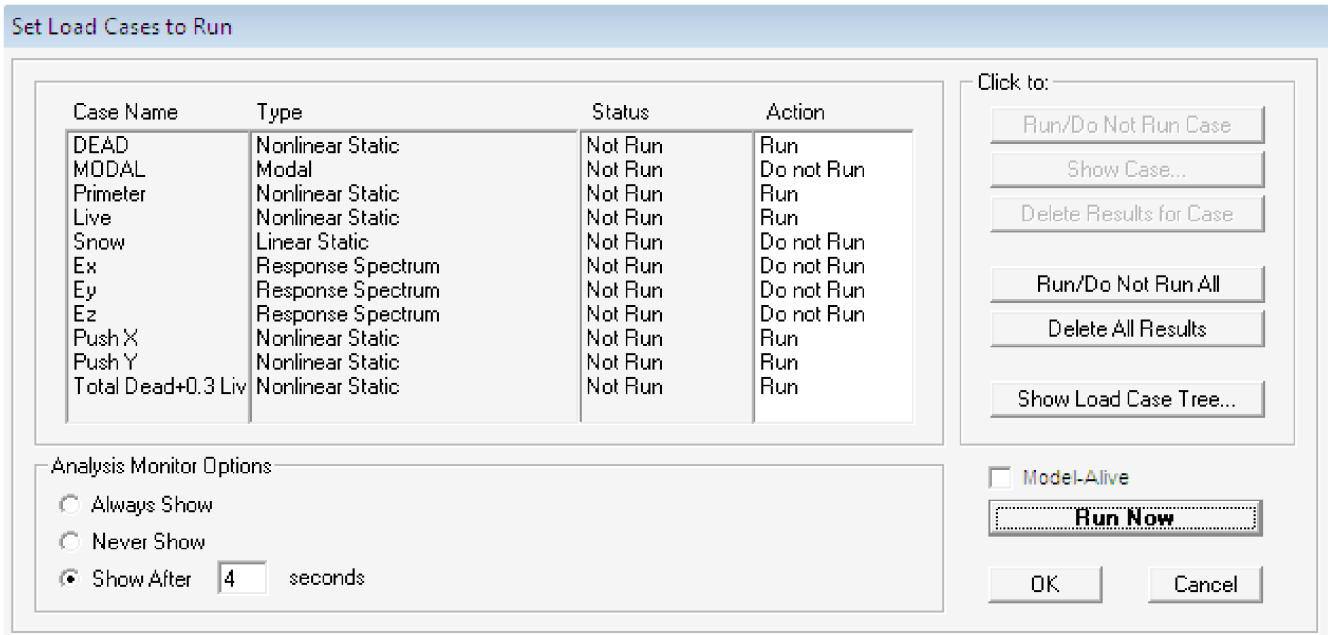 Set Load Cases to Run
Case Name Type Status Action
DEAD Nonlinear Static Not Run Run
MODAL Modal Not Run Do not Run
Primeter Nonlinear Static Not Run Run
Live Nonlinear Static Not Run Run
Snow Linear Static Not Run Do not Run
Ex Response Spectrum Not Run Do not Run
Ey Response Spectrum Not Run Do not Run
Ez Response Spectrum Not Run Do not Run
Push X Nonlinear Static Not Run Run
Push Y Nonlinear Static Not Run Run
Total Dead+0.3 Liv Nonlinear Static Not Run Run
Click to:
Run/Do Not Run Case
Show Case...
Delete Results for Case
Run/Do Not Run All
Delete All Results
Show Load Case Tree...
Analysis Monitor Options
Always Show
Never Show
Show After 4 seconds
Model-Alive
Run Now
OK Cancel